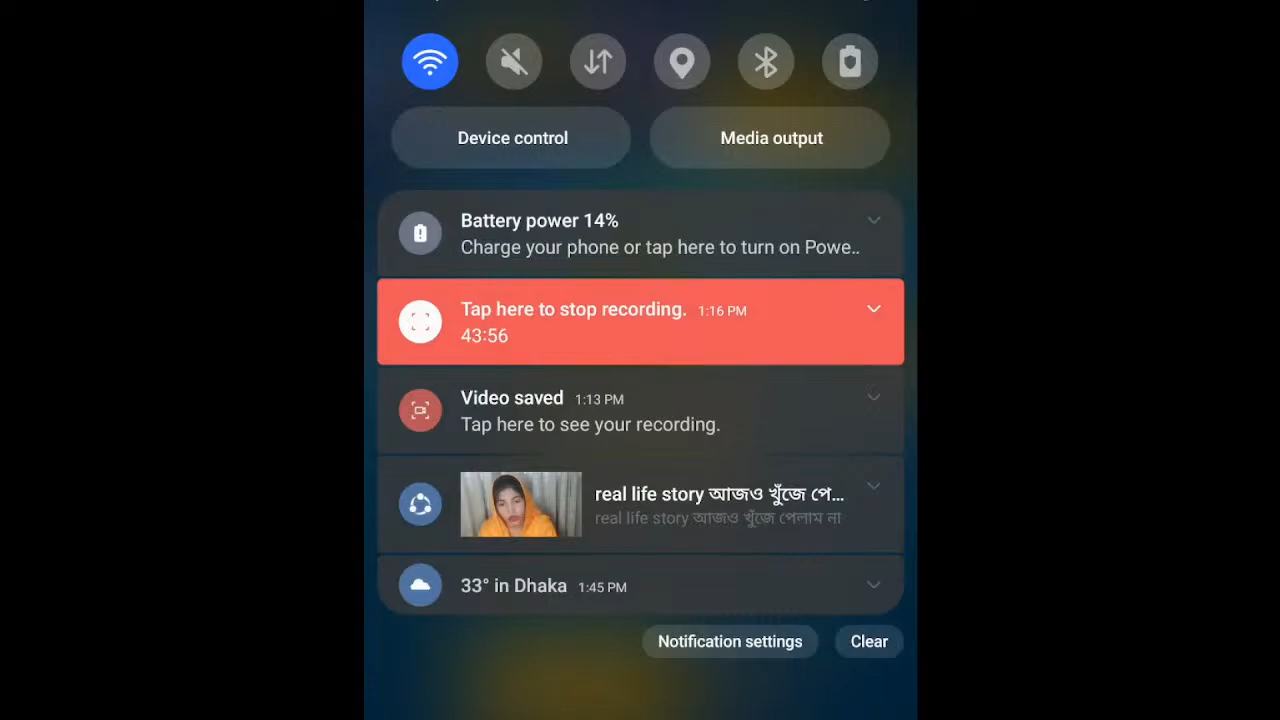 Device control
Media output
Battery power 14%
Charge your phone or tap here to turn on Powe..
Tap here to stop recording. 1:16 PM
43:56
Video saved 1:13 PM
Tap here to see your recording.
real life story আজও খুঁজে পে...
real life story আজও খুঁজে পেলাম না
33° in Dhaka 1:45 PM
Notification settings
Clear